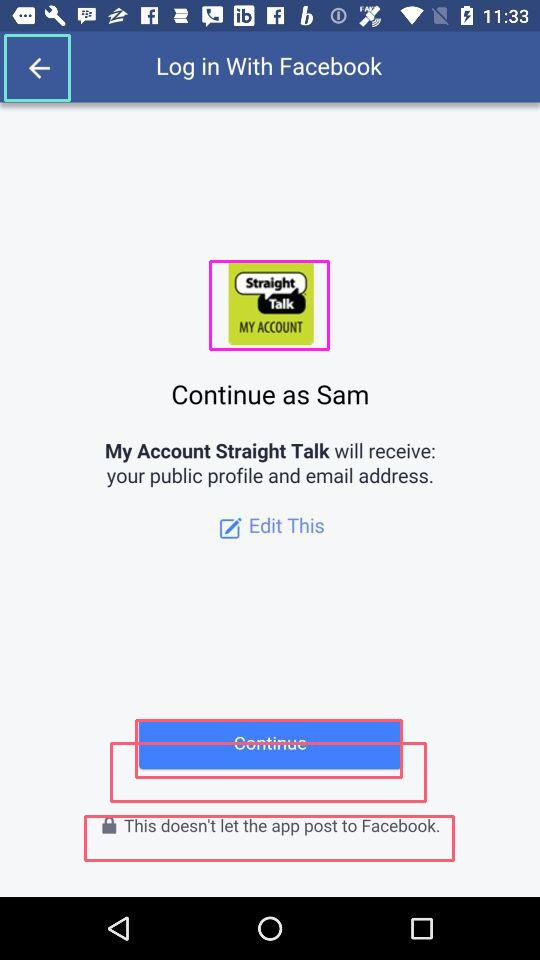 11:33
Log in With Facebook
Straight
Talk
MY ACCOUNT
Continue as Sam
My Account Straight Talk will receive:
your public profile and email address.
Edit This
Continue
This doesn't let the app post to Facebook.